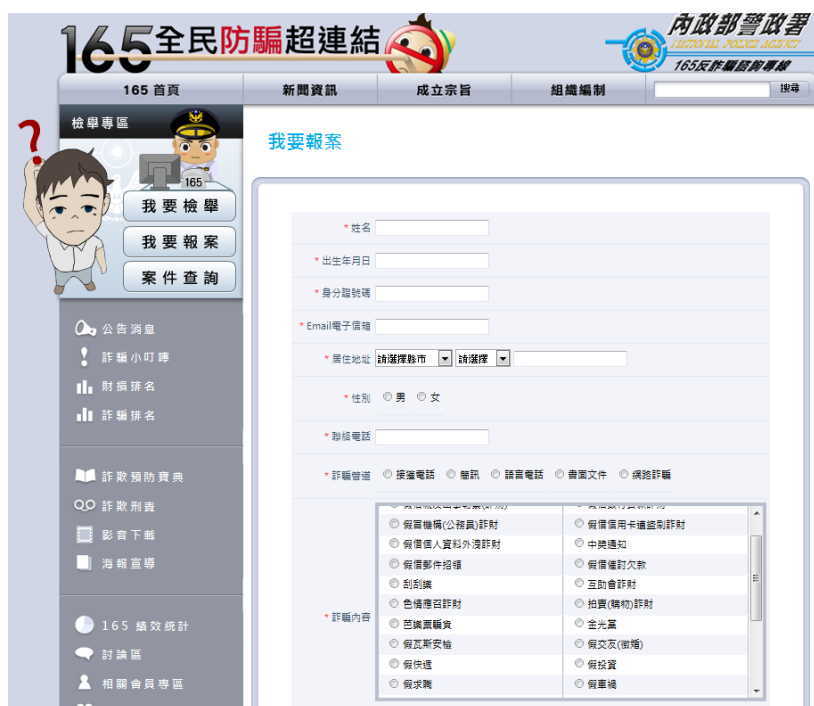 165全民防騙超連結
內政部警政署
NATIONAL POLICE AGENCY
165反詐騙諮詢專線
165 首頁
新聞資訊
成立宗旨
組織編制
搜尋
檢舉專區
?
165
我要檢舉
我要報案
案件查詢
公告消息
詐騙小叮嚀
財損排名
詐騙排名
詐欺預防寶典
詐欺刑責
影音下載
海報宣導
165 績效統計
討論區
相關會員專區
我要報案
* 姓名
* 出生年月日
* 身分證號碼
* Email電子信箱
* 居住地址 請選擇縣市 請選擇
* 性別 男 女
* 聯絡電話
* 詐騙管道 接獲電話 簡訊 語言電話 書面文件 網路詐騙
* 詐騙內容
假冒機構(公務員)詐財 假借信用卡遭盜刷詐財
假借個人資料外洩詐財 中獎通知
假借郵件招領 假借催討欠款
刮刮樂 互助會詐財
色情應召詐財 拍賣(購物)詐財
芭樂票騙貨 金光黨
假瓦斯安檢 假交友(徵婚)
假快遞 假投資
假求職 假車禍